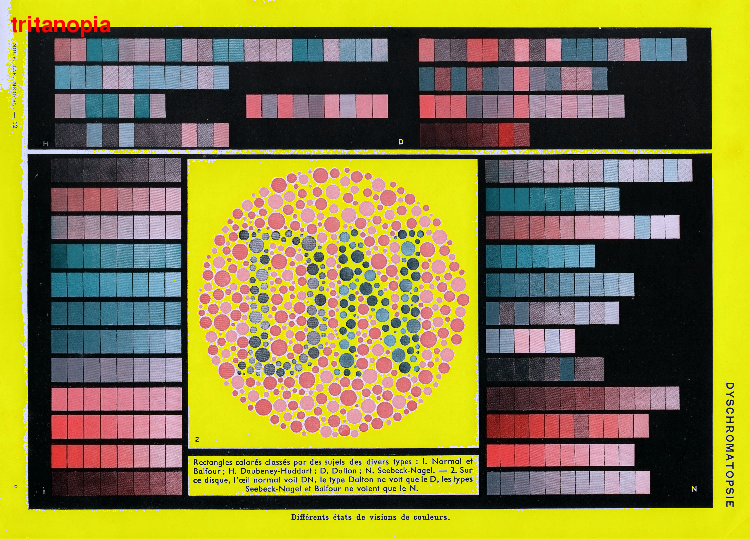 tritanopia
H
D
DN
2
N
Rectangles colorés classés par des sujets des divers types : I. Normal et
Balfour ; H. Daubeney-Huddart ; D. Dalton ; N. Seebeck-Nagel. — 2. Sur
ce disque, l'œil normal voit DN, le type Dalton ne voit que le D, les types
Seebeck-Nagel et Balfour ne voient que le N.
Différents états de visions de couleurs.
DYSCHROMATOPSIE